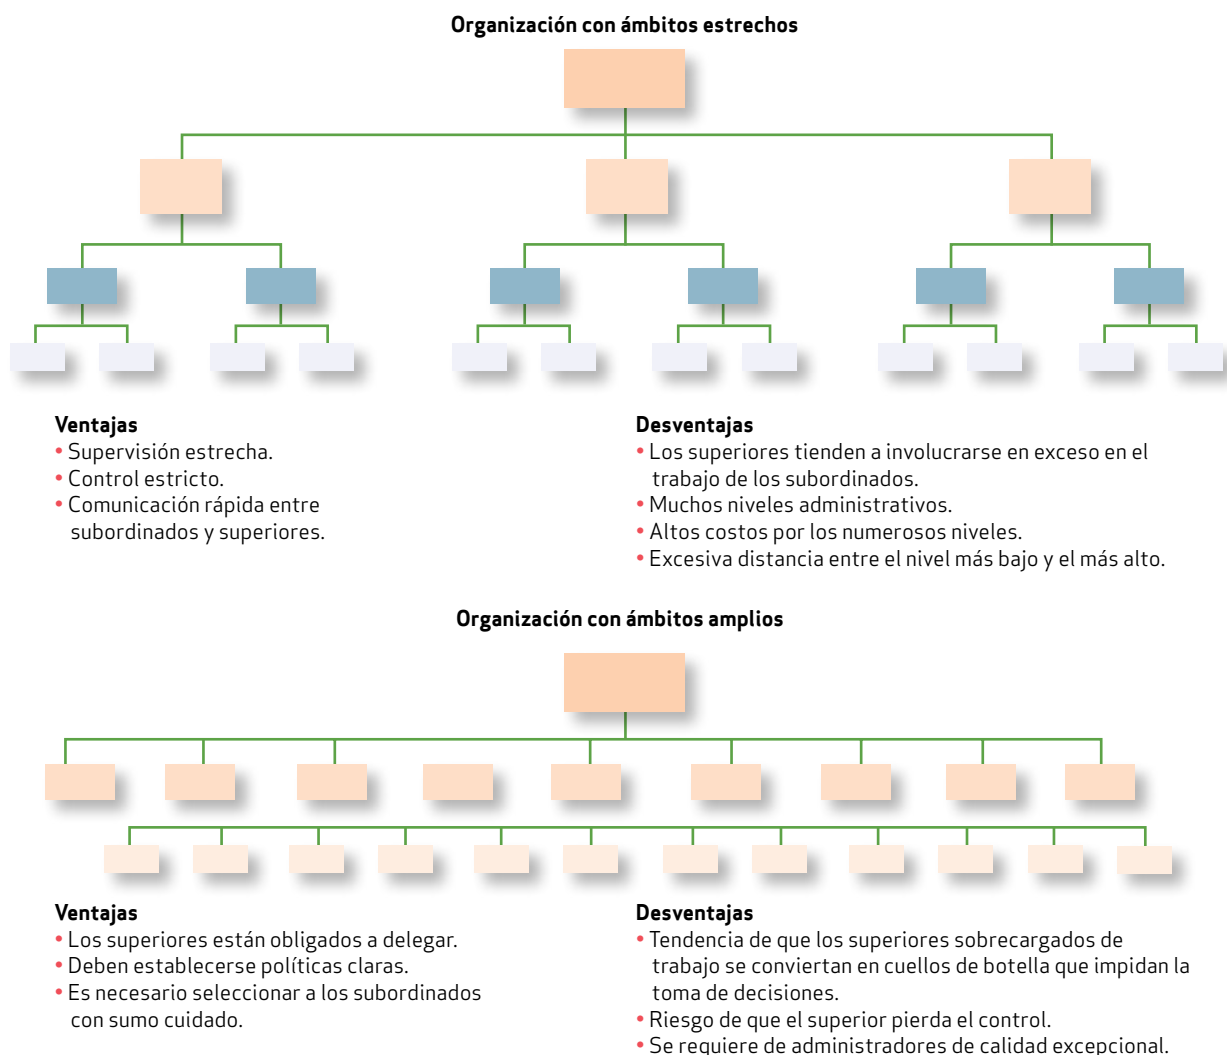 Organización con ámbitos estrechos
Ventajas
• Supervisión estrecha.
• Control estricto.
• Comunicación rápida entre
subordinados y superiores.
Desventajas
• Los superiores tienden a involucrarse en exceso en el
trabajo de los subordinados.
• Muchos niveles administrativos.
• Altos costos por los numerosos niveles.
• Excesiva distancia entre el nivel más bajo y el más alto.
Organización con ámbitos amplios
Ventajas
• Los superiores están obligados a delegar.
• Deben establecerse políticas claras.
• Es necesario seleccionar a los subordinados
con sumo cuidado.
Desventajas
• Tendencia de que los superiores sobrecargados de
trabajo se conviertan en cuellos de botella que impidan la
toma de decisiones.
• Riesgo de que el superior pierda el control.
• Se requiere de administradores de calidad excepcional.